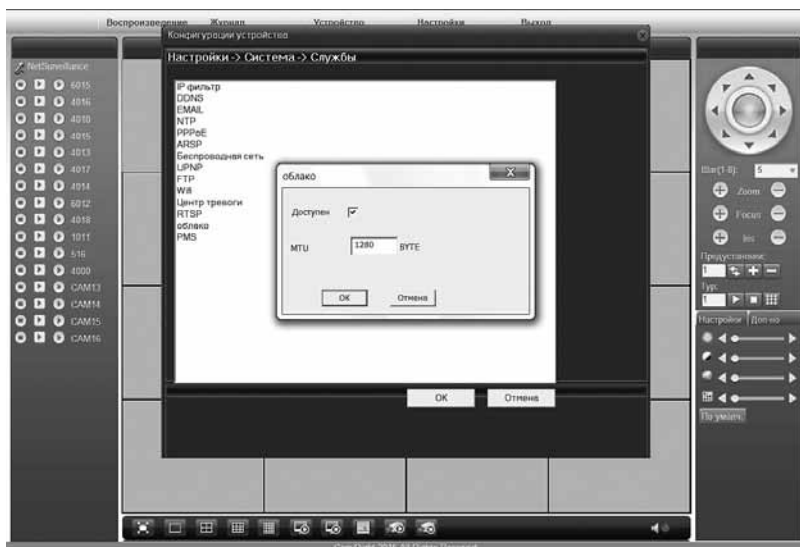 Воспроизведение Журнал Устройство Настройки Выход
Конфигурации устройства
Настройки -> Система -> Службы
NetSurveillance
6015
4016
4010
4015
4013
4017
4014
6012
4018
1011
516
4000
CAM13
CAM14
CAM15
CAM16
IP фильтр
DDNS
EMAIL
NTP
PPPoE
ARSP
Беспроводная сеть
UPNP
FTP
Wifi
Центр тревоги
RTSP
облако
PMS
облако
X
Доступен
MTU 1280 BYTE
OK Отмена
OK Отмена
Шаг(1-8): 5
Zoom
Focus
Iris
Предустановки:
1
Тур:
1
Настройки Доп-но
По умолч.